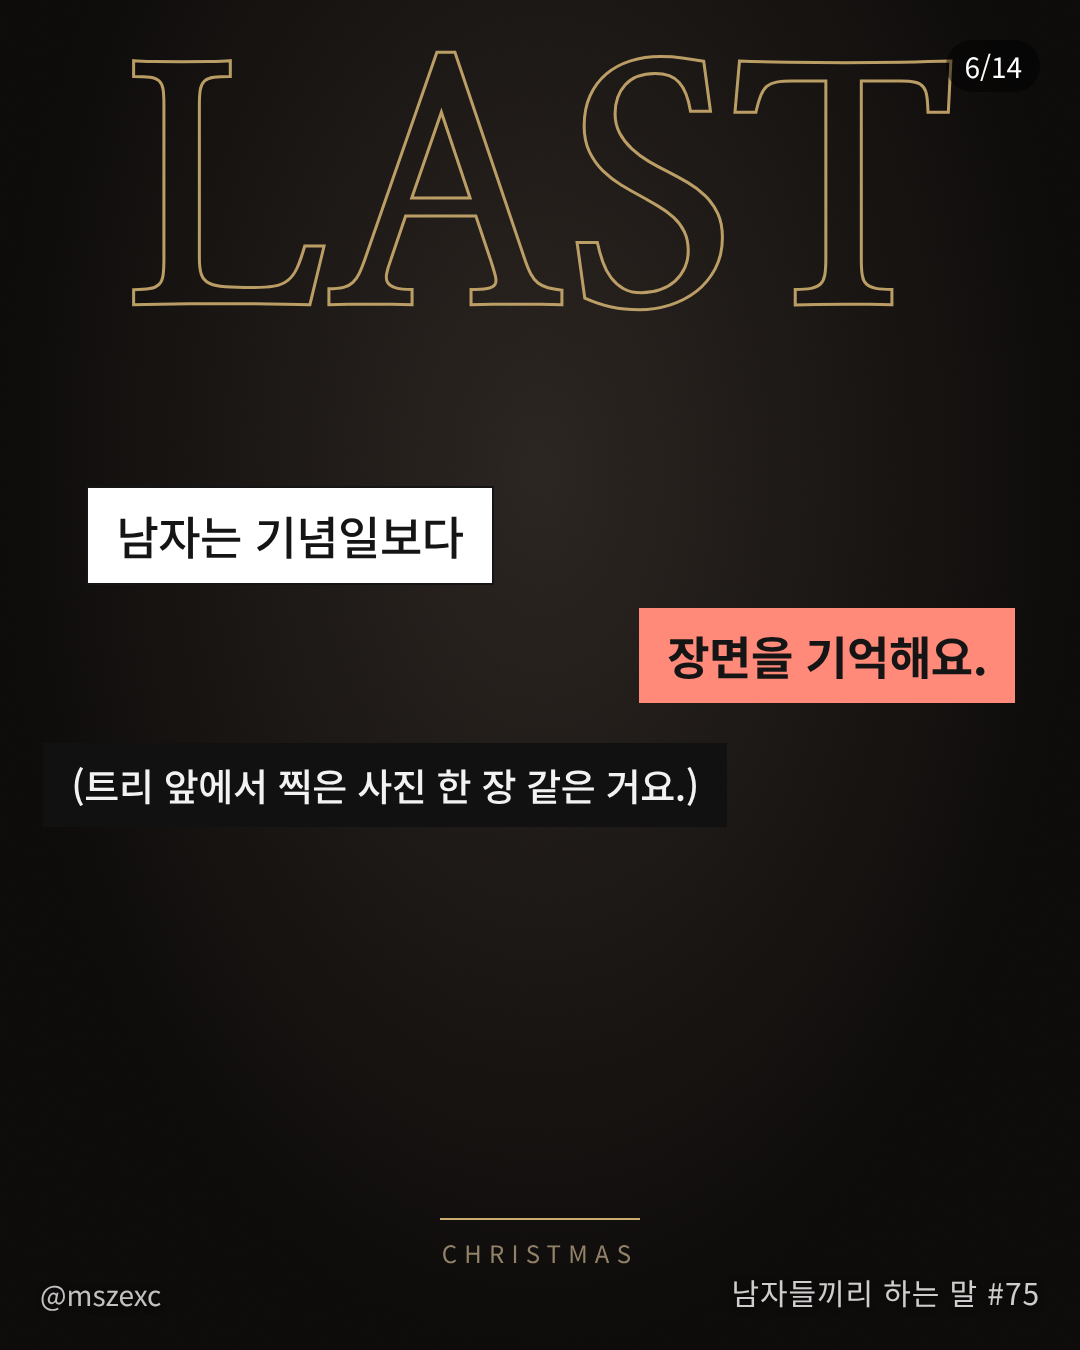 LAST
6/14
남자는 기념일보다
장면을 기억해요.
(트리 앞에서 찍은 사진 한 장 같은 거요.)
CHRISTMAS
@mszexc
남자들끼리 하는 말 #75